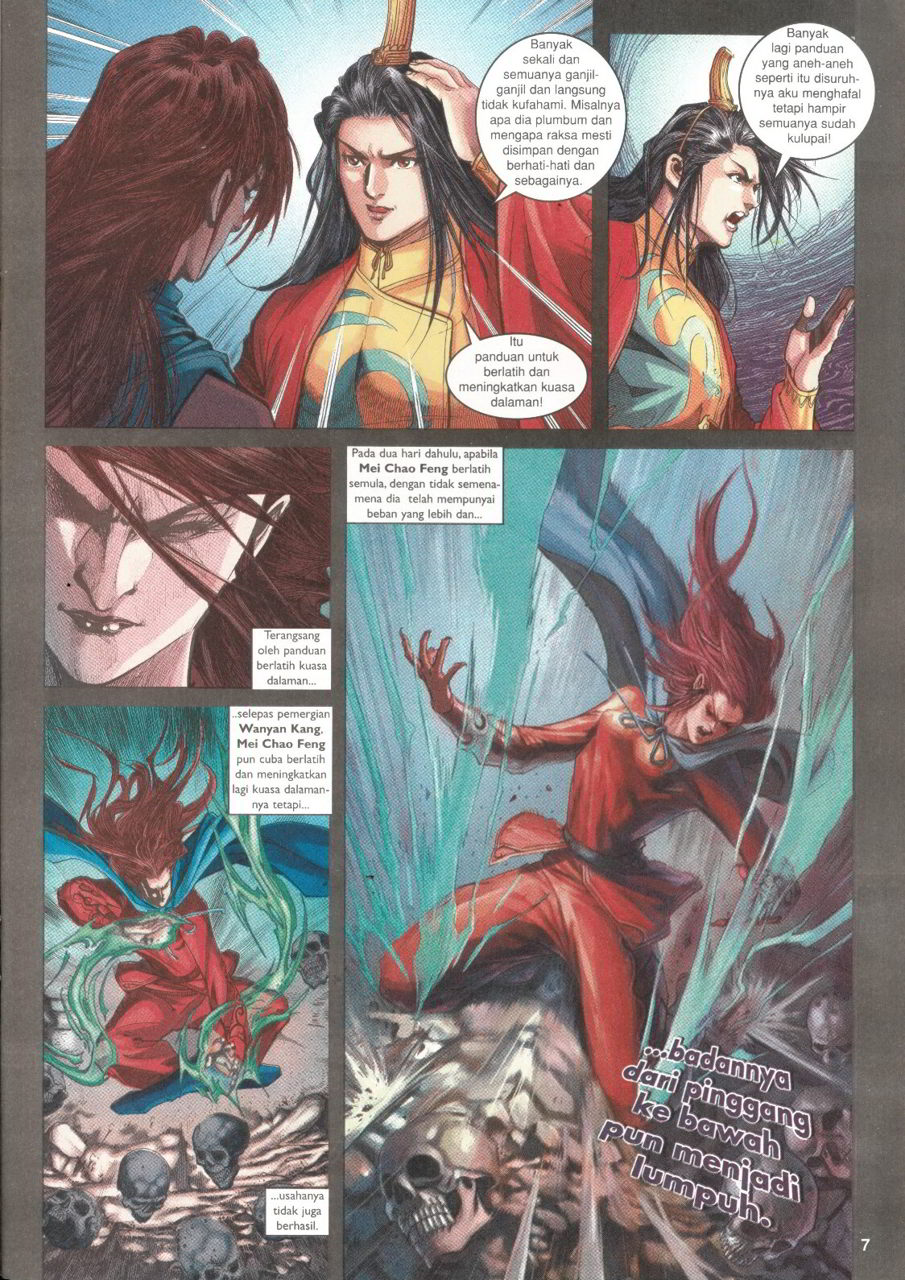 Banyak
sekali dan
semuanya ganjil-
ganjil dan langsung
tidak kufahami. Misalnya
apa dia plumbum dan
mengapa raksa mesti
disimpan dengan
berhati-hati dan
sebagainya.
Itu
panduan untuk
berlatih dan
meningkatkan kuasa
dalaman!
Banyak
lagi panduan
yang aneh-aneh
seperti itu disuruh-
nya aku menghafal
tetapi hampir
semuanya sudah
kulupai!
Terangsang
oleh panduan
berlatih kuasa
dalaman...
..selepas pemergian
Wanyan Kang,
Mei Chao Feng
pun cuba berlatih
dan meningkatkan
lagi kuasa dalaman-
nya tetapi...
...usahanya
tidak juga
berhasil.
Pada dua hari dahulu, apabila
Mei Chao Feng berlatih
semula, dengan tidak semena-
mena dia telah mempunyai
beban yang lebih dan...
...badannya
dari pinggang
ke bawah
pun menjadi
lumpuh.
7